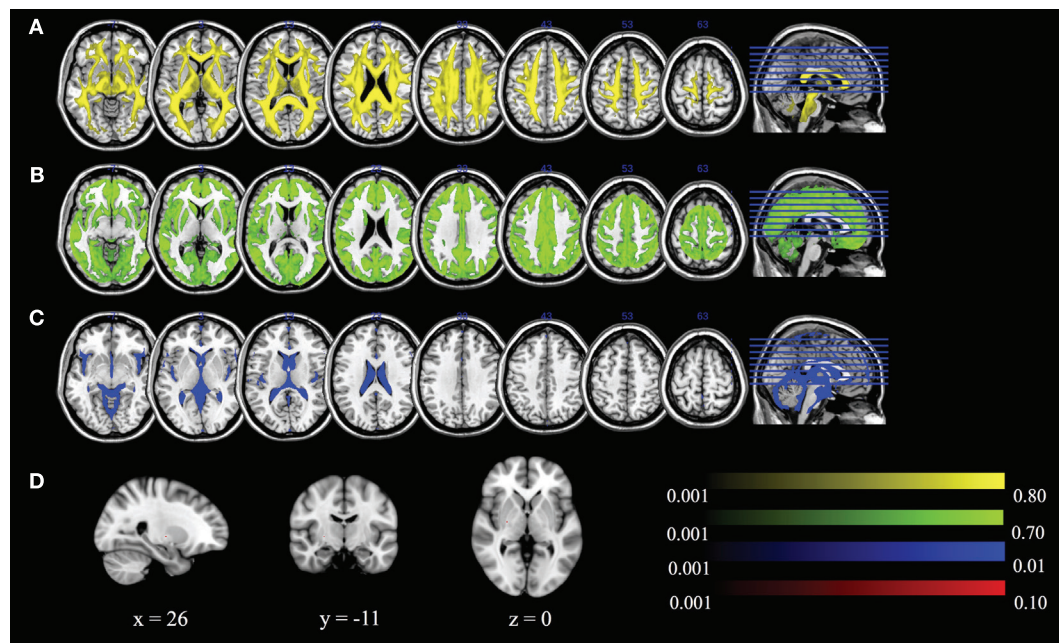 A
33 43 53 63
B
43 53 63
C
33 43 53 63
D
x = 26
y = -11
z = 0
0.001 0.80
0.001 0.70
0.001 0.01
0.001 0.10